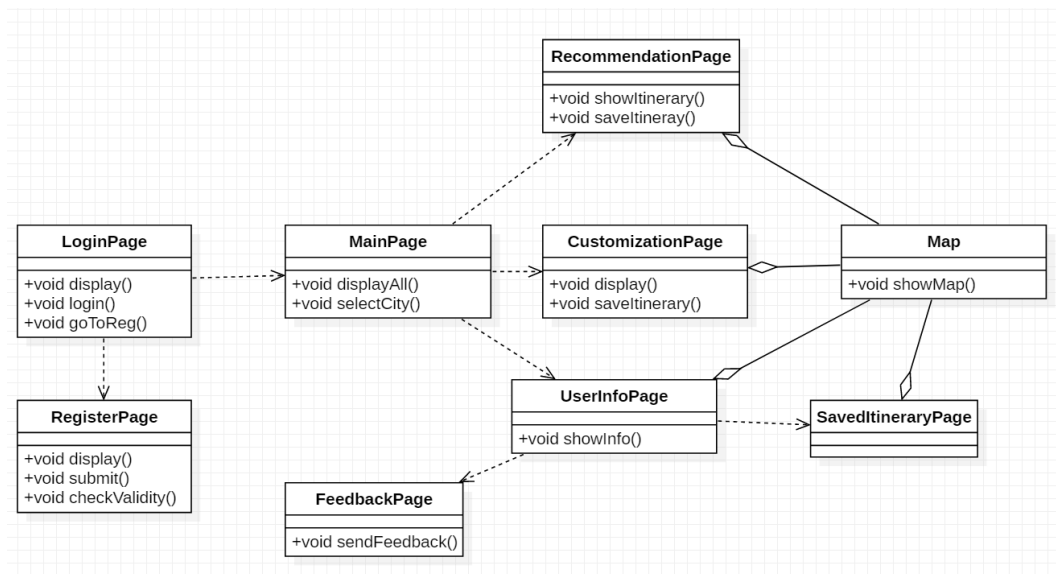 RecommendationPage
+void showItinerary()
+void saveItineray()
LoginPage
+void display()
+void login()
+void goToReg()
MainPage
+void displayAll()
+void selectCity()
CustomizationPage
+void display()
+void saveItinerary()
Map
+void showMap()
RegisterPage
+void display()
+void submit()
+void checkValidity()
UserInfoPage
+void showInfo()
SavedItineraryPage
FeedbackPage
+void sendFeedback()